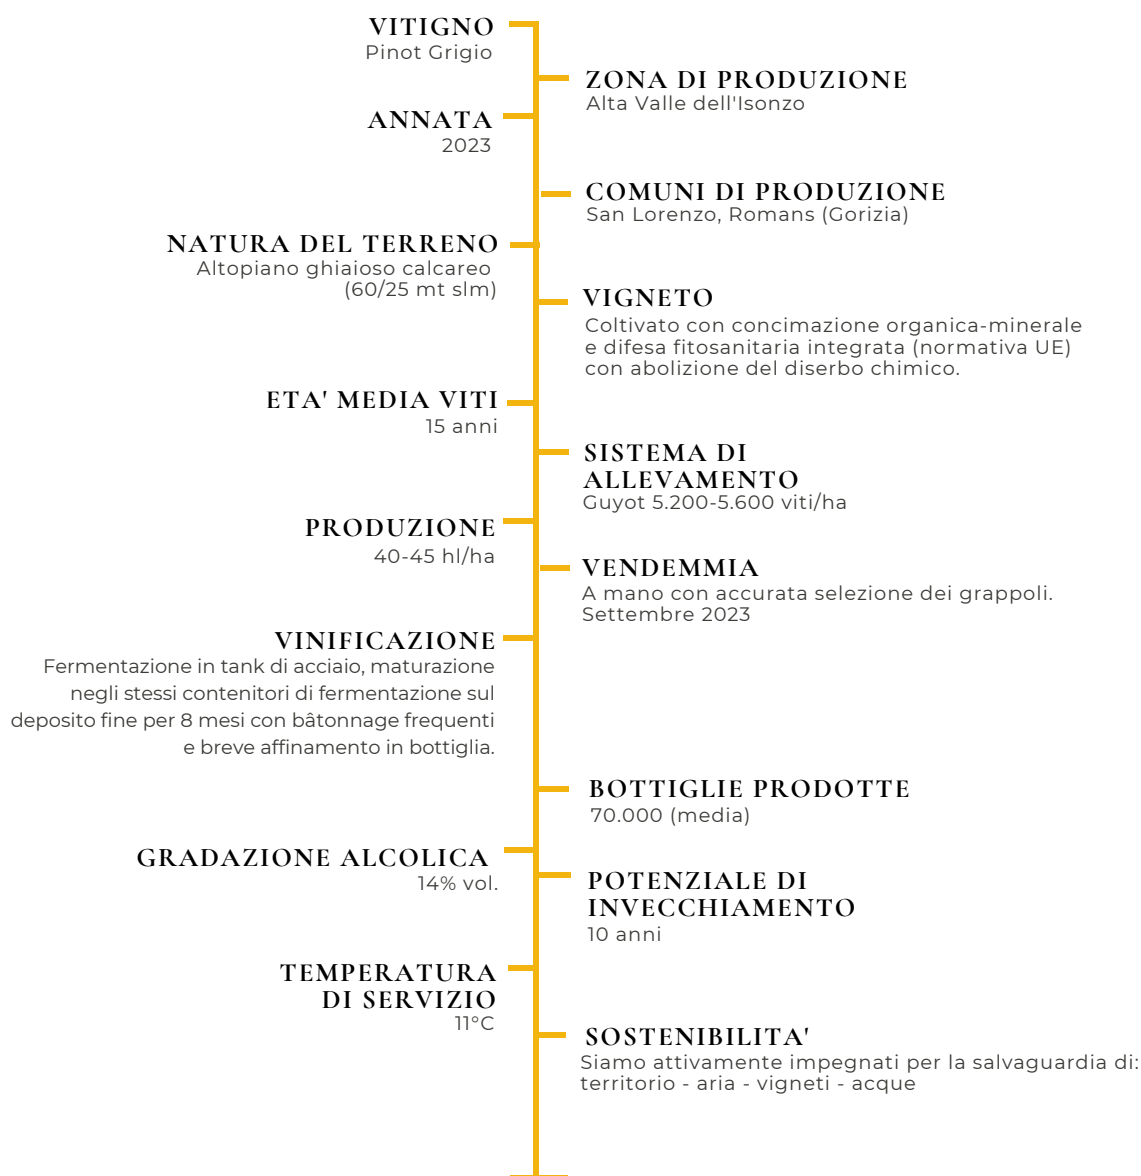 VITIGNO
Pinot Grigio
ZONA DI PRODUZIONE
Alta Valle dell'Isonzo
ANNATA
2023
COMUNI DI PRODUZIONE
San Lorenzo, Romans (Gorizia)
NATURA DEL TERRENO
Altopiano ghiaioso calcareo
(60/25 mt slm)
VIGNETO
Coltivato con concimazione organica-minerale
e difesa fitosanitaria integrata (normativa UE)
con abolizione del diserbo chimico.
ETA' MEDIA VITI
15 anni
SISTEMA DI
ALLEVAMENTO
Guyot 5.200-5.600 viti/ha
PRODUZIONE
40-45 hl/ha
VENDEMMIA
A mano con accurata selezione dei grappoli.
Settembre 2023
VINIFICAZIONE
Fermentazione in tank di acciaio, maturazione
negli stessi contenitori di fermentazione sul
deposito fine per 8 mesi con bâtonnage frequenti
e breve affinamento in bottiglia.
BOTTIGLIE PRODOTTE
70.000 (media)
GRADAZIONE ALCOLICA
14% vol.
POTENZIALE DI
INVECCHIAMENTO
10 anni
TEMPERATURA
DI SERVIZIO
11°C
SOSTENIBILITA'
Siamo attivamente impegnati per la salvaguardia di:
territorio - aria - vigneti - acque